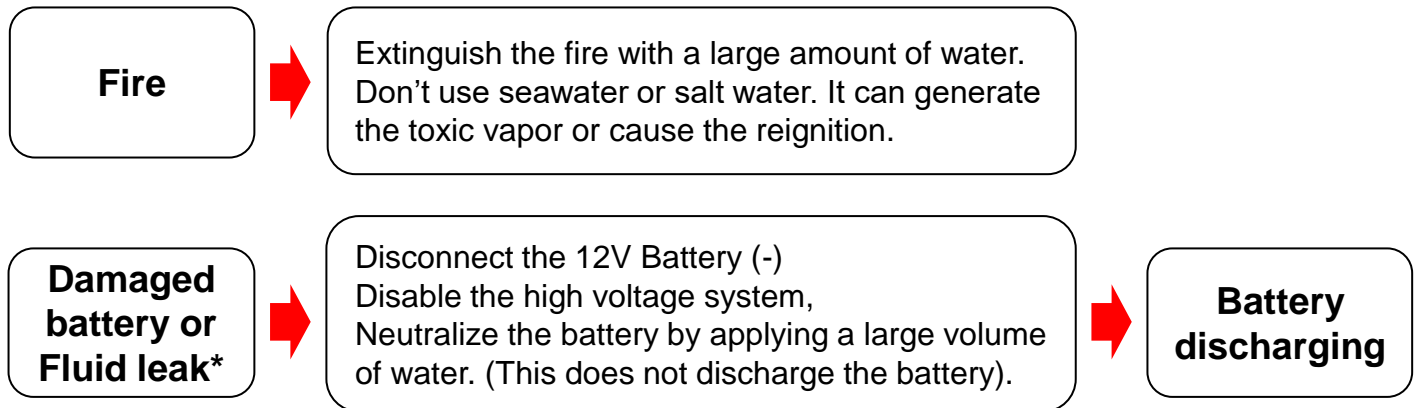 Fire
Extinguish the fire with a large amount of water.
Don’t use seawater or salt water. It can generate
the toxic vapor or cause the reignition.
Damaged
battery or
Fluid leak*
Disconnect the 12V Battery (-)
Disable the high voltage system,
Neutralize the battery by applying a large volume
of water. (This does not discharge the battery).
Battery
discharging